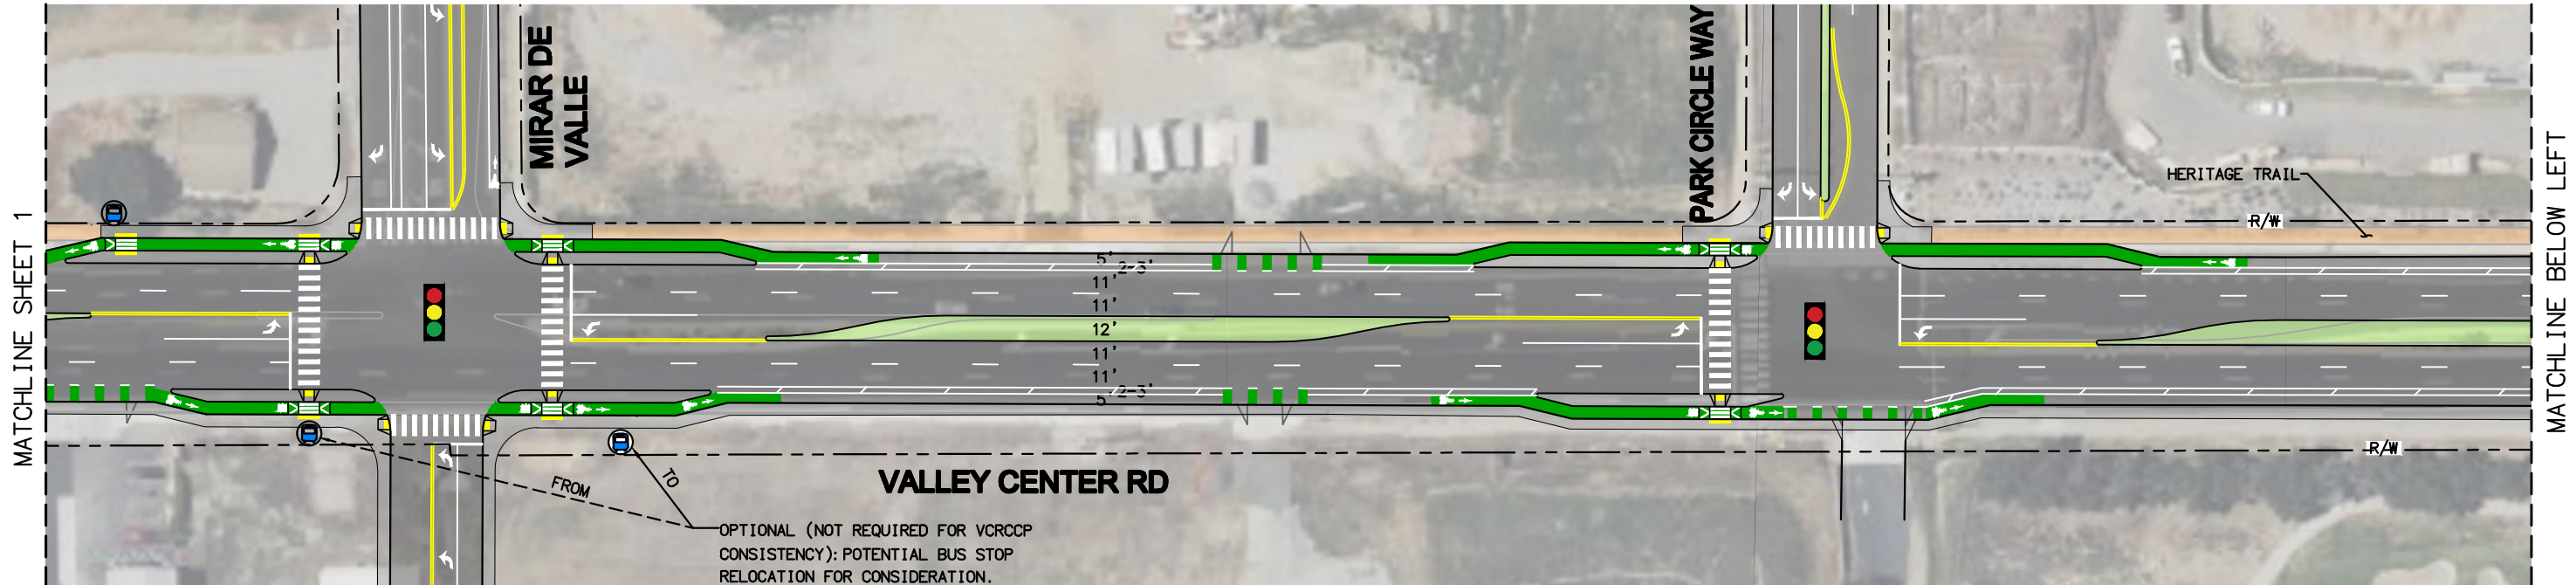 MATCHLINE SHEET 1
MIRAR DE
VALLE
PARK CIRCLE WAY
HERITAGE TRAIL
R/W
MATCHLINE BELOW LEFT
5'
2-3'
11'
11'
12'
11'
11'
2-3'
5'
R/W
FROM
TO
VALLEY CENTER RD
OPTIONAL (NOT REQUIRED FOR VCRCCP
CONSISTENCY): POTENTIAL BUS STOP
RELOCATION FOR CONSIDERATION.